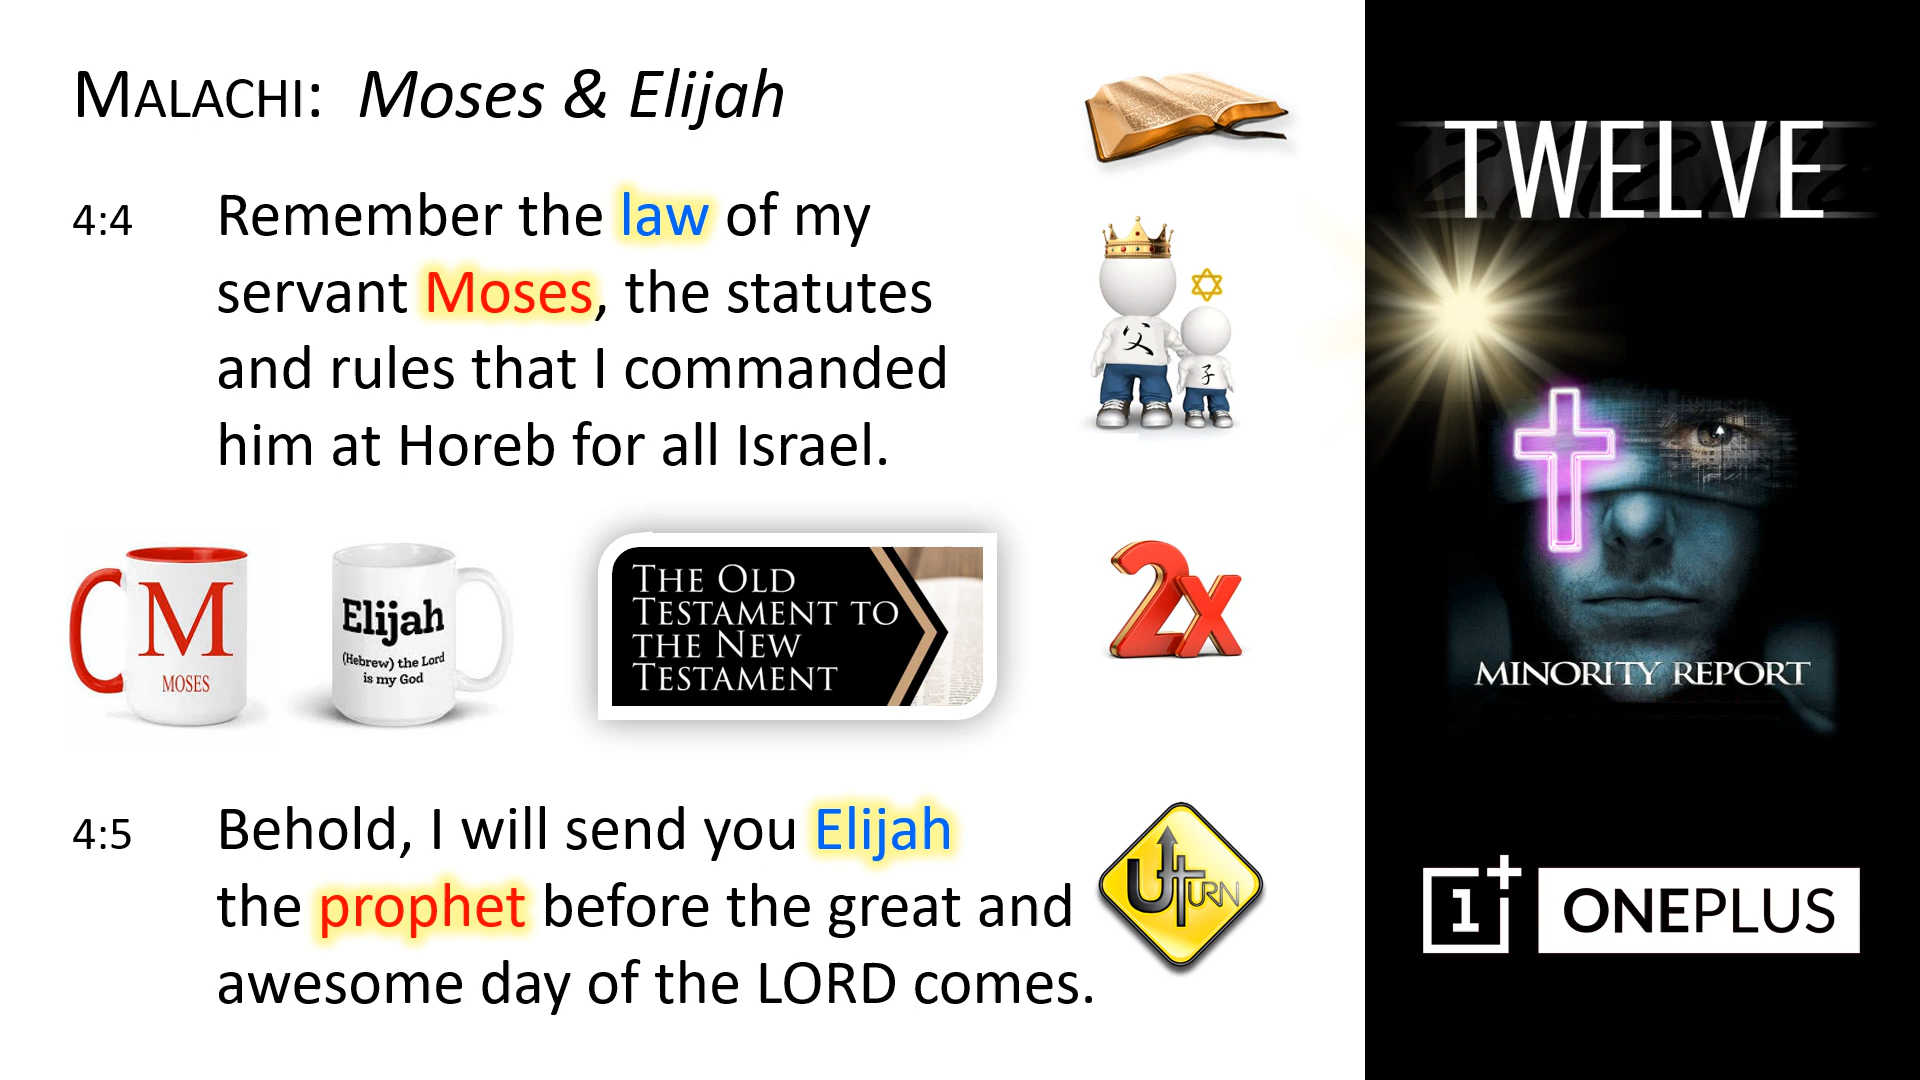 MALACHI: Moses & Elijah
4:4 Remember the law of my
servant Moses, the statutes
and rules that I commanded
him at Horeb for all Israel.
父
子
M
MOSES
Elijah
(Hebrew) the Lord
is my God
THE OLD
TESTAMENT TO
THE NEW
TESTAMENT
2x
4:5 Behold, I will send you Elijah
the prophet before the great and
awesome day of the LORD comes.
U TURN
TWELVE
MINORITY REPORT
1+ ONEPLUS